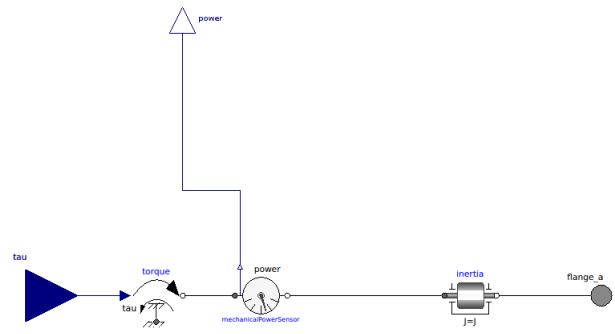 power
tau
torque
tau
power
mechanicalPowerSensor
inertia
J=J
flange_a